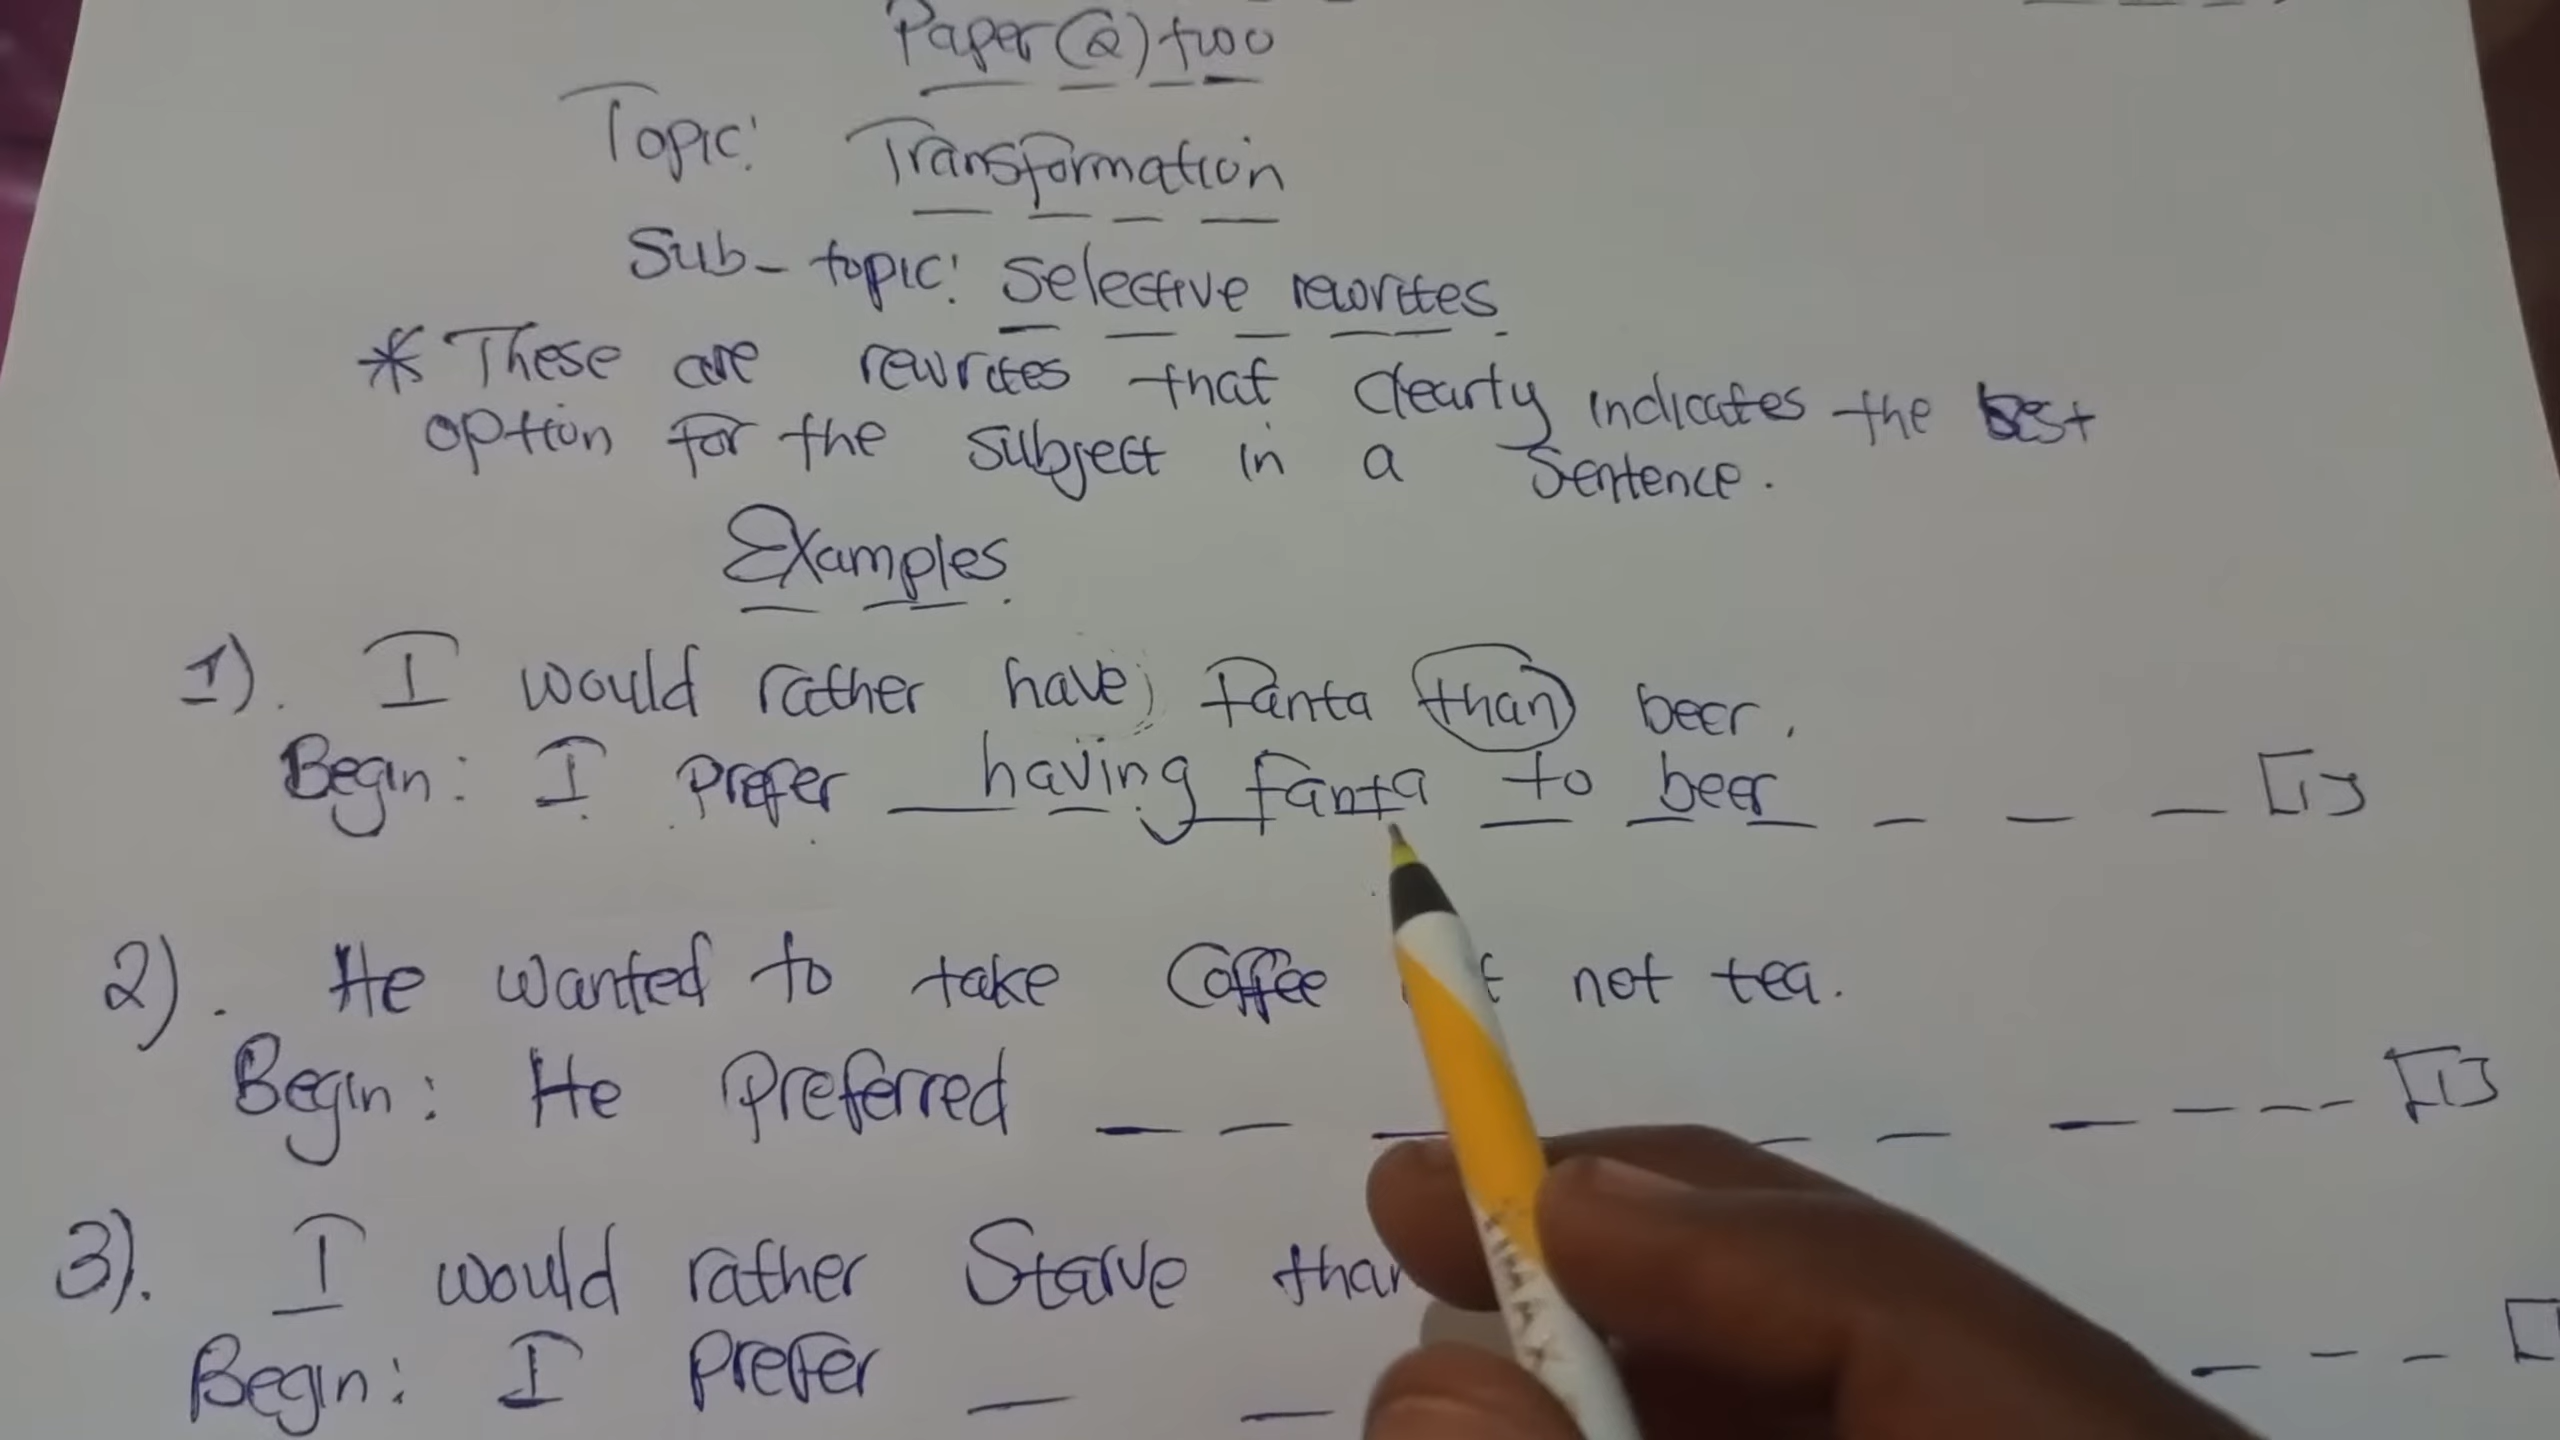 Paper (2) two
Topic: Transformation
Sub-topic: Selective rewrites.
* These are rewrites that clearly indicates the best
option for the subject in a sentence.
Examples.
1). I would rather have Fanta than beer.
Begin: I prefer having Fanta to beer [1]
2). He wanted to take Coffee not tea.
Begin: He preferred [1]
3). I would rather Starve than
Begin: I prefer